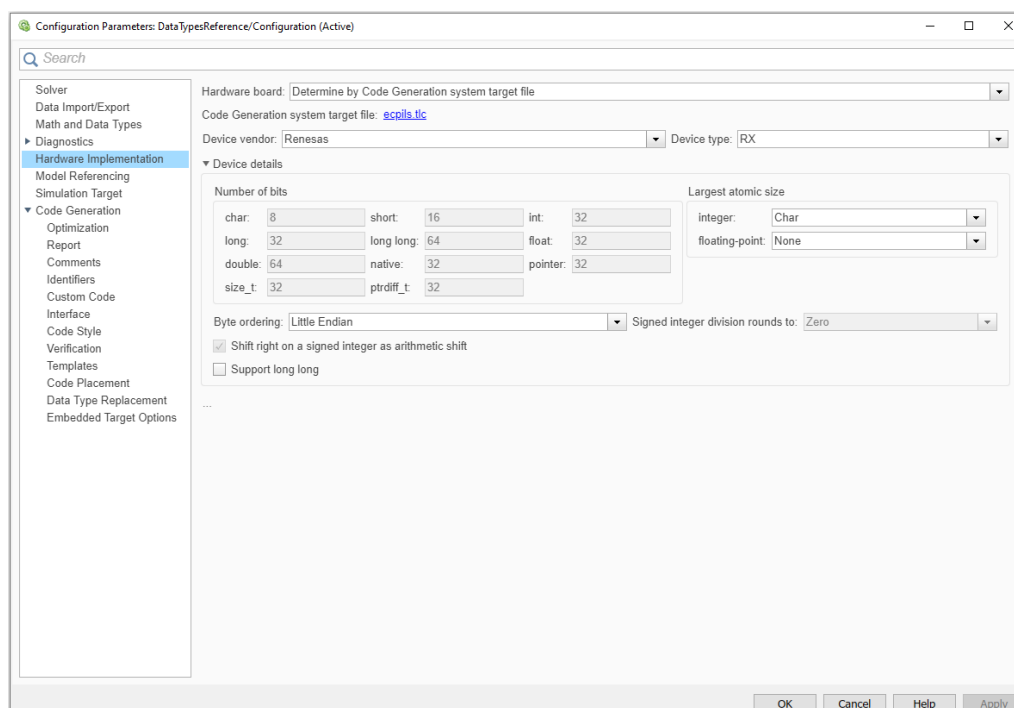 Configuration Parameters: DataTypesReference/Configuration (Active)
Search
Solver
Data Import/Export
Math and Data Types
Diagnostics
Hardware Implementation
Model Referencing
Simulation Target
Code Generation
Optimization
Report
Comments
Identifiers
Custom Code
Interface
Code Style
Verification
Templates
Code Placement
Data Type Replacement
Embedded Target Options
Hardware board: Determine by Code Generation system target file
Code Generation system target file: ecpils.tlc
Device vendor: Renesas Device type: RX
Device details
Number of bits
char: 8 short: 16 int: 32
long: 32 long long: 64 float: 32
double: 64 native: 32 pointer: 32
size_t: 32 ptrdiff_t: 32
Largest atomic size
integer: Char
floating-point: None
Byte ordering: Little Endian Signed integer division rounds to: Zero
Shift right on a signed integer as arithmetic shift
Support long long
...
OK Cancel Help Apply